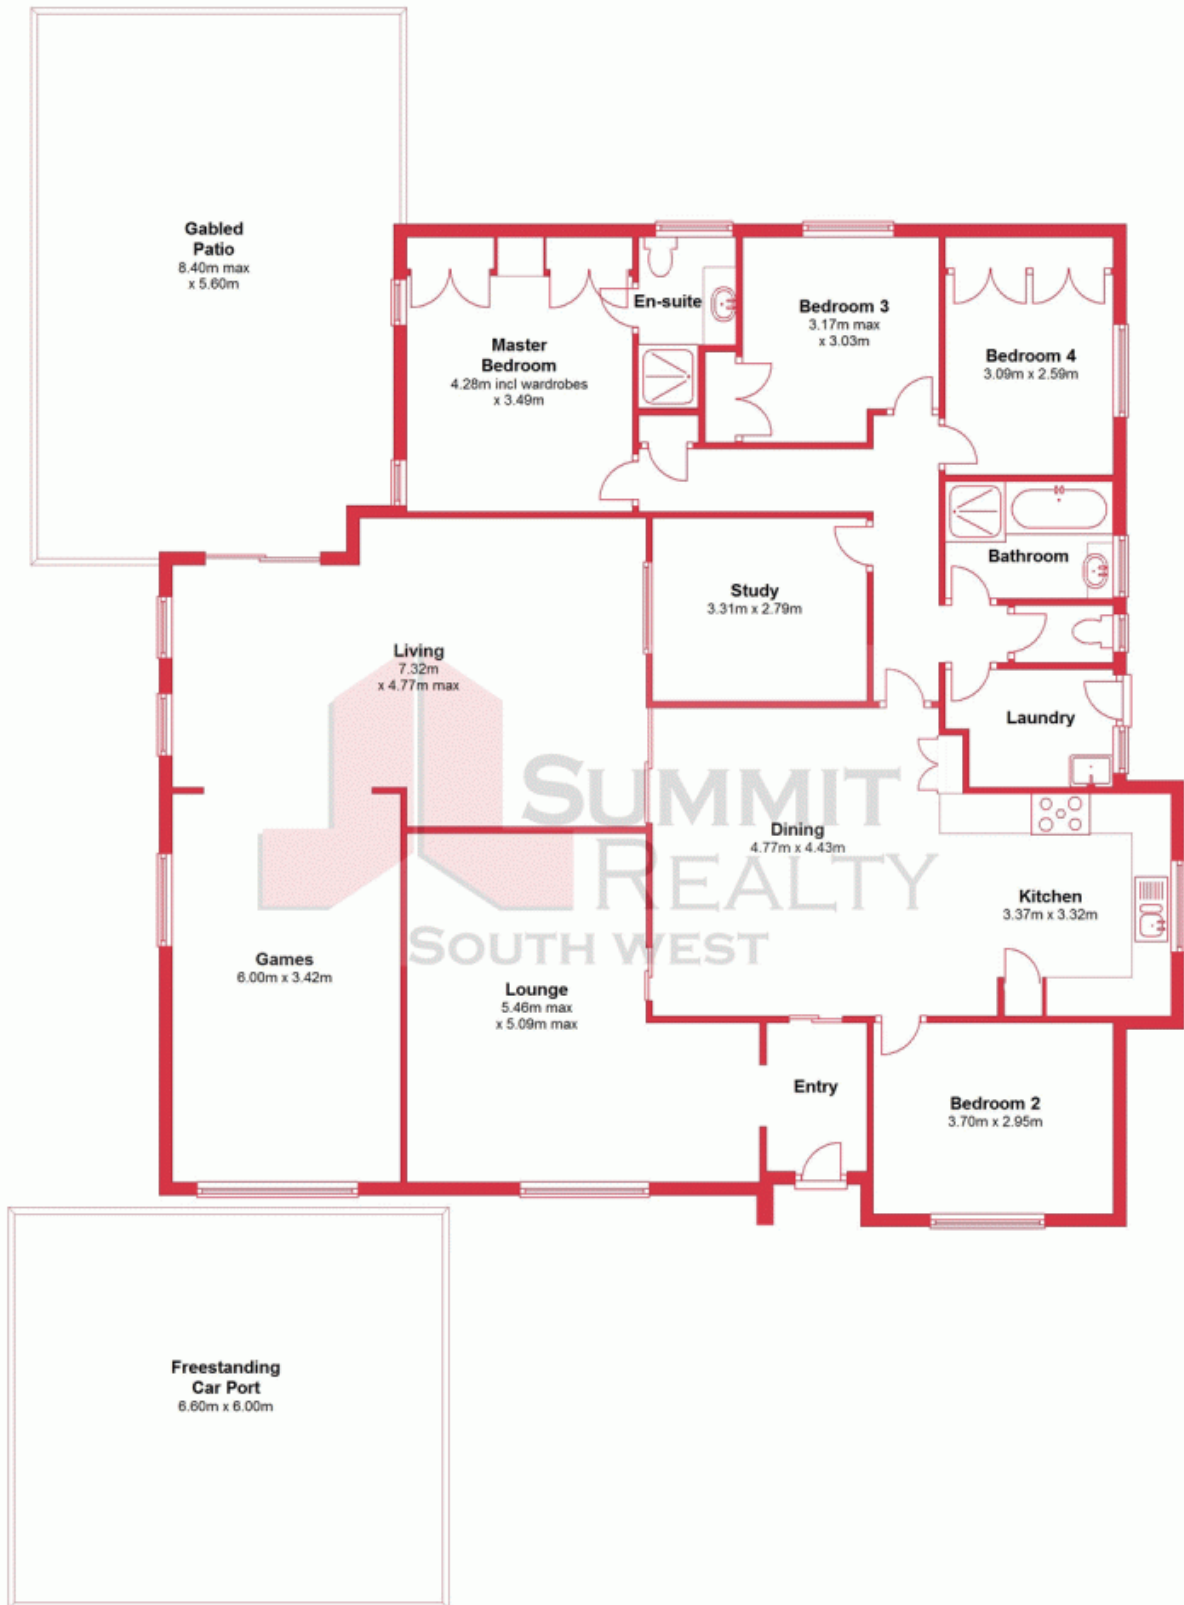 Gabled
Patio
8.40m max
x 5.60m
Master
Bedroom
4.28m incl wardrobes
x 3.49m
En-suite
Bedroom 3
3.17m max
x 3.03m
Bedroom 4
3.09m x 2.59m
Bathroom
Study
3.31m x 2.79m
Living
7.32m
x 4.77m max
Laundry
SUMMIT
REALTY
SOUTH WEST
Dining
4.77m x 4.43m
Kitchen
3.37m x 3.32m
Games
6.00m x 3.42m
Lounge
5.46m max
x 5.09m max
Entry
Bedroom 2
3.70m x 2.95m
Freestanding
Car Port
6.60m x 6.00m